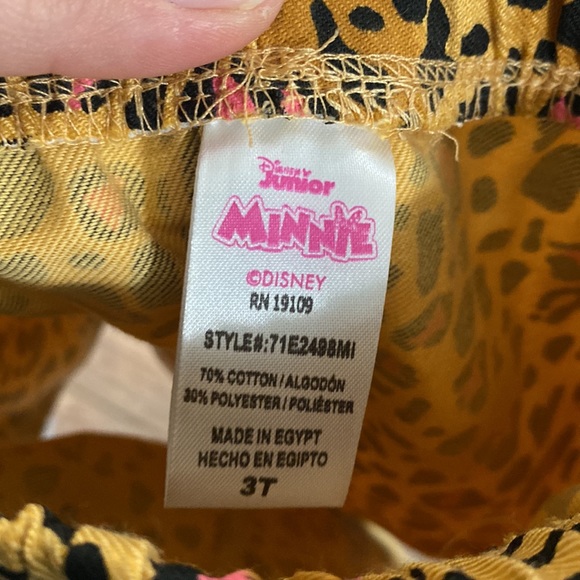 Disney
Junior
MINNIE
©DISNEY
RN 19109
STYLE#:71E2498MI
70% COTTON/ALGODÓN
30% POLYESTER/POLIÉSTER
MADE IN EGYPT
HECHO EN EGIPTO
3T